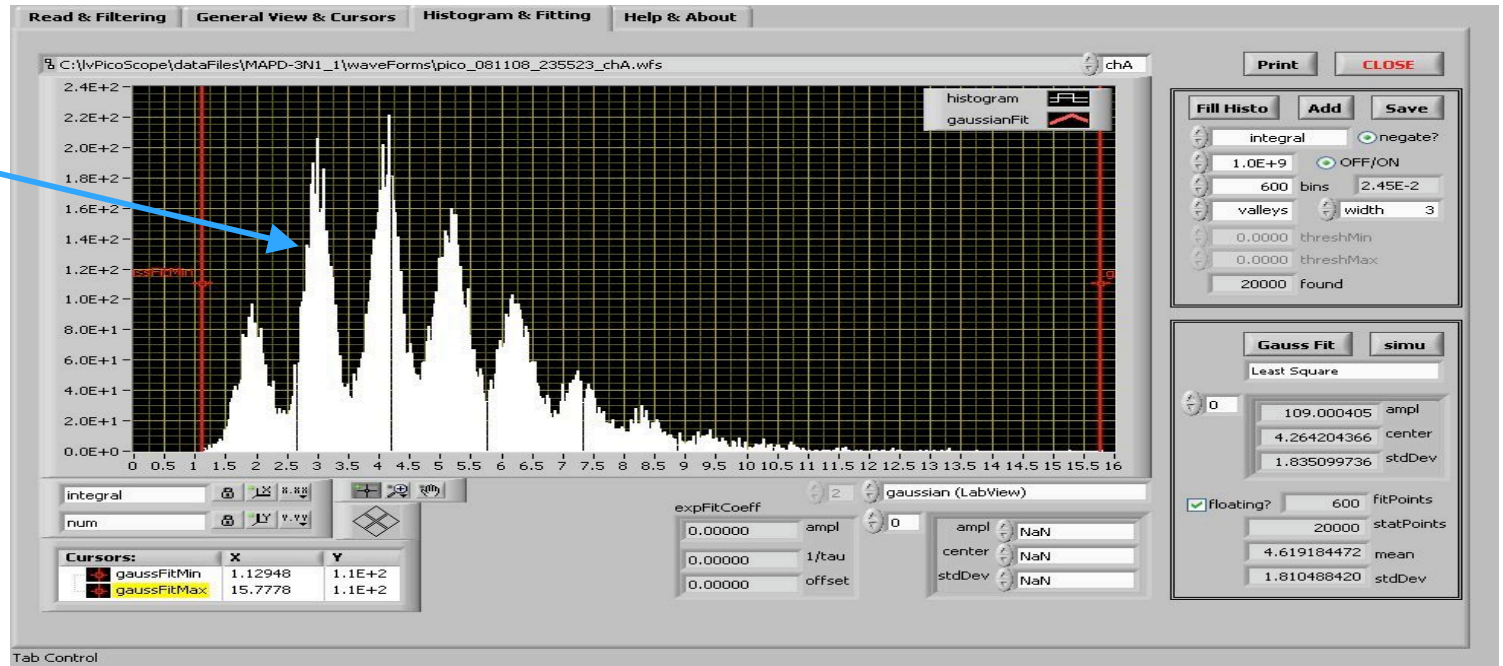 Read & Filtering General View & Cursors Histogram & Fitting Help & About
C:\lvPicoScope\dataFiles\MAPD-3N1_1\waveForms\pico_081108_235523_chA.wfs chA
Print CLOSE
2.4E+2
2.2E+2
2.0E+2
1.8E+2
1.6E+2
1.4E+2
1.2E+2
1.0E+2
8.0E+1
6.0E+1
4.0E+1
2.0E+1
0.0E+0
histogram
gaussianFit
ssFitMin
g
0 0.5 1 1.5 2 2.5 3 3.5 4 4.5 5 5.5 6 6.5 7 7.5 8 8.5 9 9.5 10 10.5 11 11.5 12 12.5 13 13.5 14 14.5 15 15.5 16
Fill Histo Add Save
integral negate?
1.0E+9 OFF/ON
600 bins 2.45E-2
valleys width 3
0.0000 threshMin
0.0000 threshMax
20000 found
Gauss Fit simu
Least Square
0
109.000405 ampl
4.264204366 center
1.835099736 stdDev
floating? 600 fitPoints
20000 statPoints
4.619184472 mean
1.810488420 stdDev
integral X X.XX
num Y Y.YY
Cursors: X Y
gaussFitMin 1.12948 1.1E+2
gaussFitMax 15.7778 1.1E+2
2 gaussian (LabView)
expFitCoeff
0.00000 ampl
0.00000 1/tau
0.00000 offset
0
ampl NaN
center NaN
stdDev NaN
Tab Control